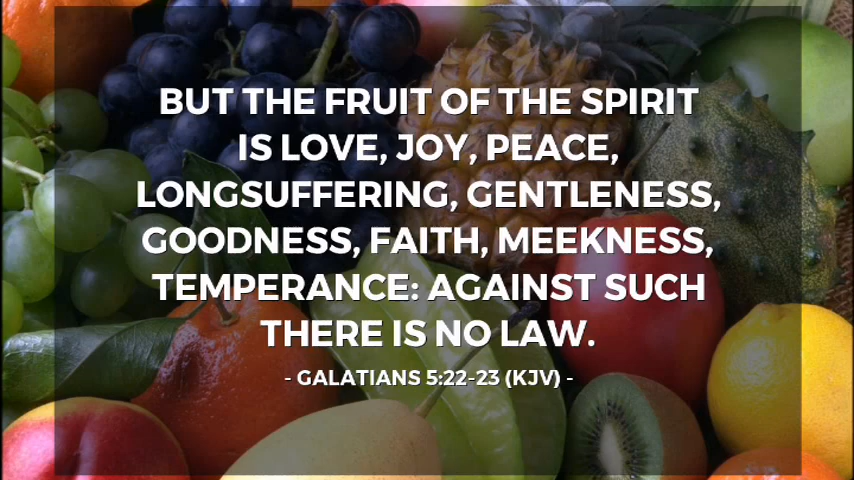 BUT THE FRUIT OF THE SPIRIT
IS LOVE, JOY, PEACE,
LONGSUFFERING, GENTLENESS,
GOODNESS, FAITH, MEEKNESS,
TEMPERANCE: AGAINST SUCH
THERE IS NO LAW.
- GALATIANS 5:22-23 (KJV) -